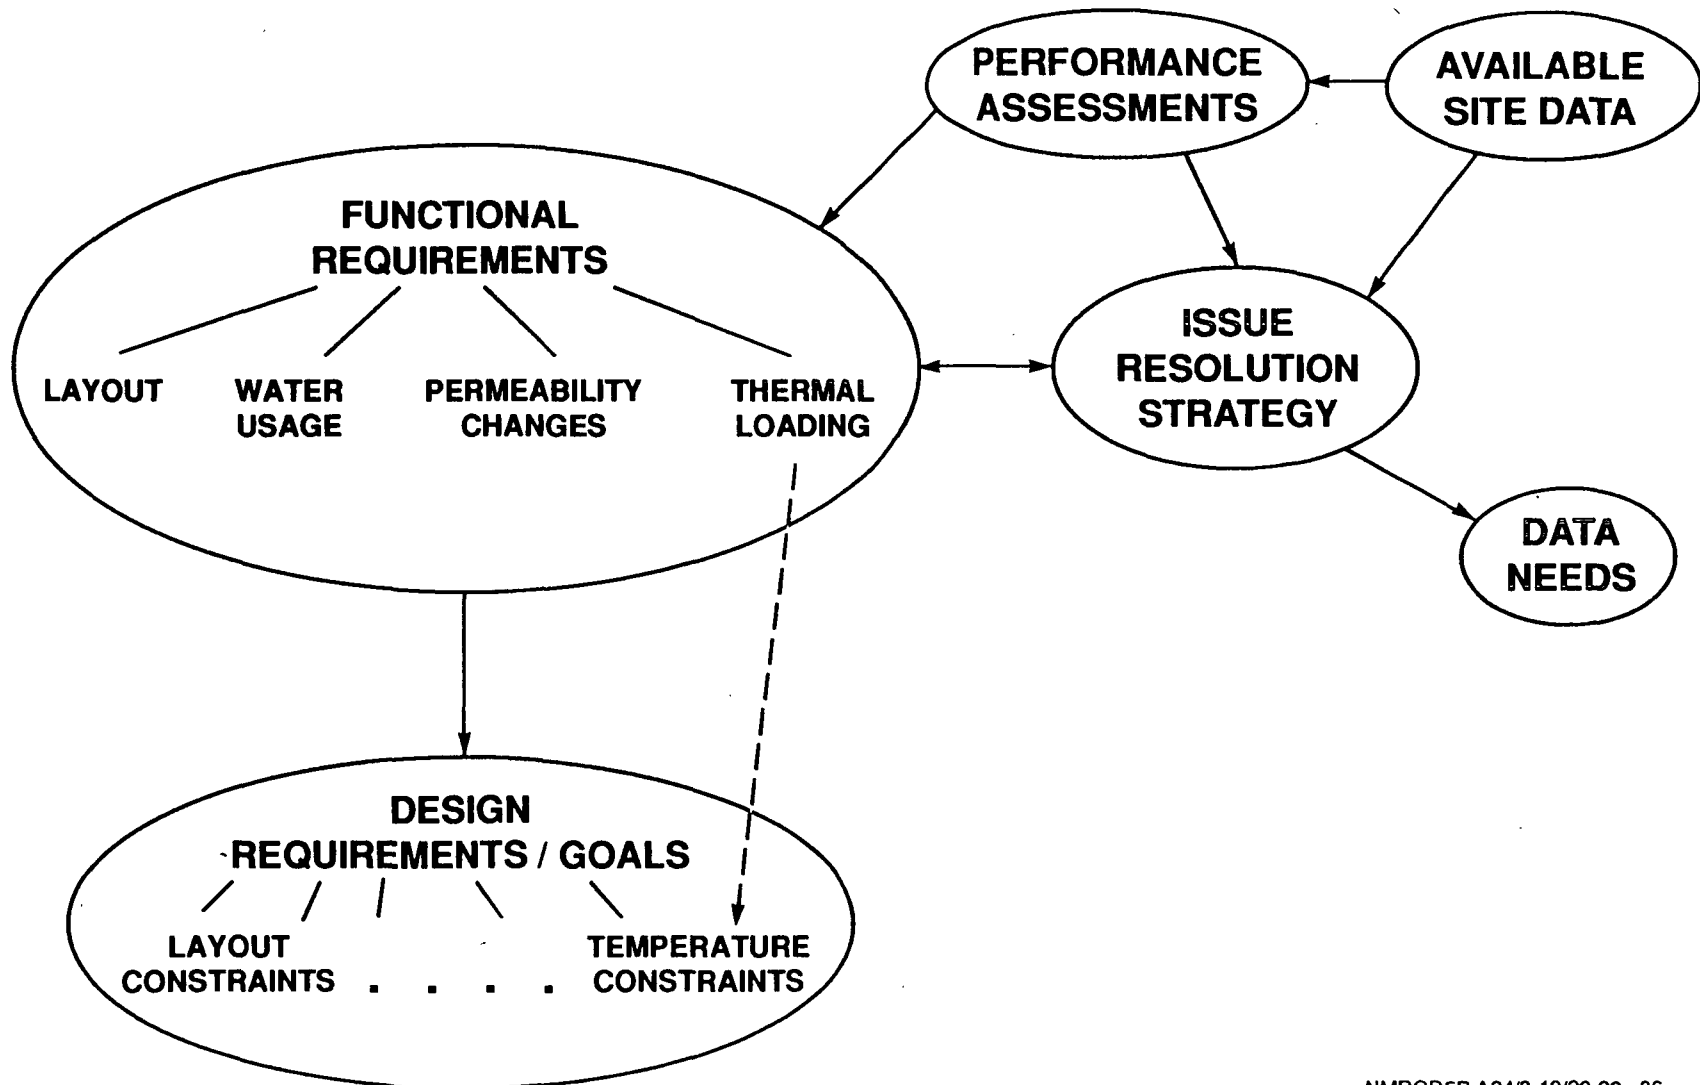 PERFORMANCE
ASSESSMENTS
AVAILABLE
SITE DATA
FUNCTIONAL
REQUIREMENTS
LAYOUT
WATER
USAGE
PERMEABILITY
CHANGES
THERMAL
LOADING
ISSUE
RESOLUTION
STRATEGY
DATA
NEEDS
DESIGN
REQUIREMENTS / GOALS
LAYOUT
CONSTRAINTS . . . .
TEMPERATURE
CONSTRAINTS